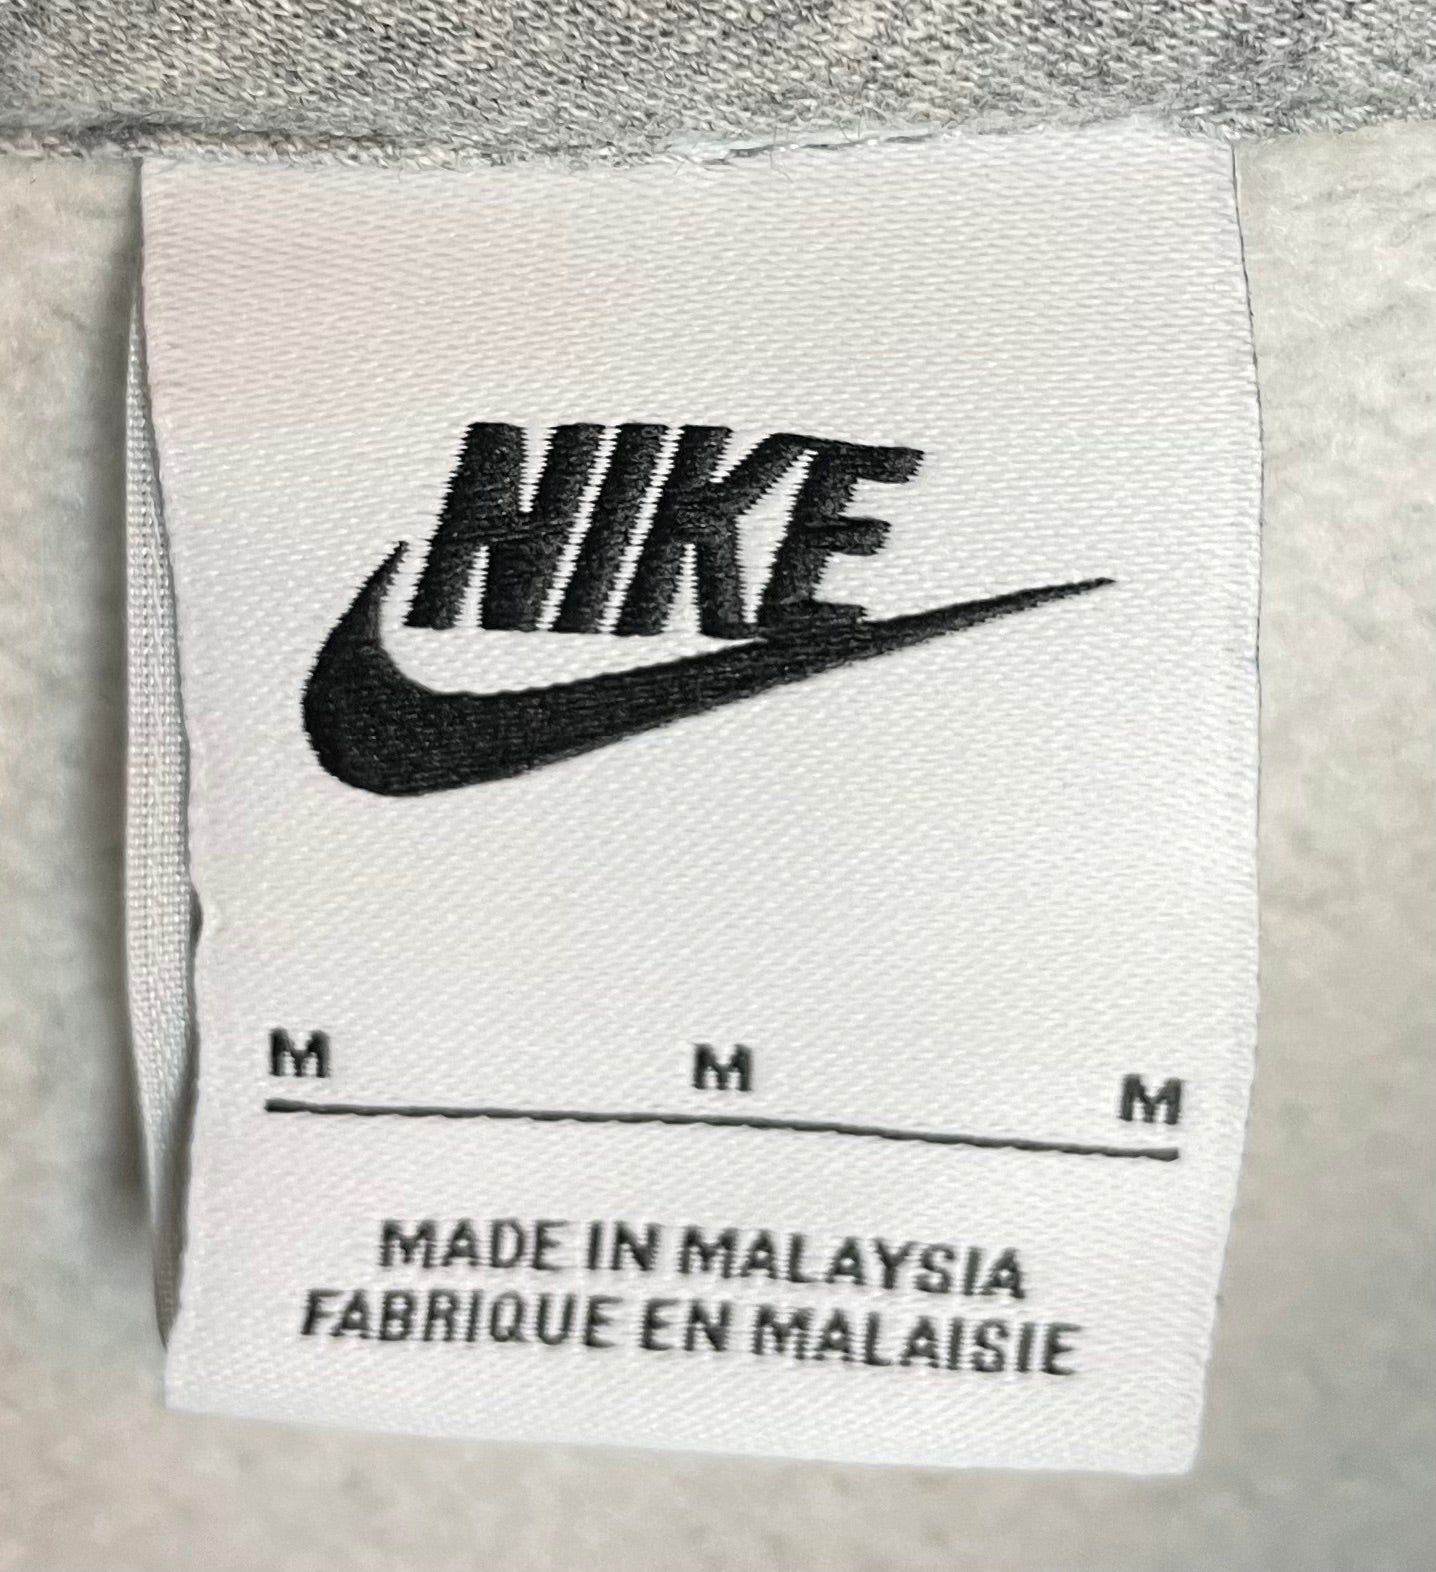 NIKE
M M M
MADE IN MALAYSIA
FABRIQUE EN MALAISIE